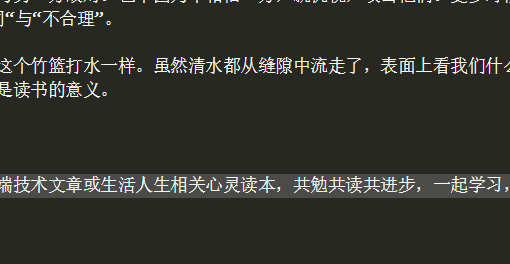 “与“不合理”。
这个竹篮打水一样。虽然清水都从缝隙中流走了，表面上看我们什么
是读书的意义。
端技术文章或生活人生相关心灵读本，共勉共读共进步，一起学习，